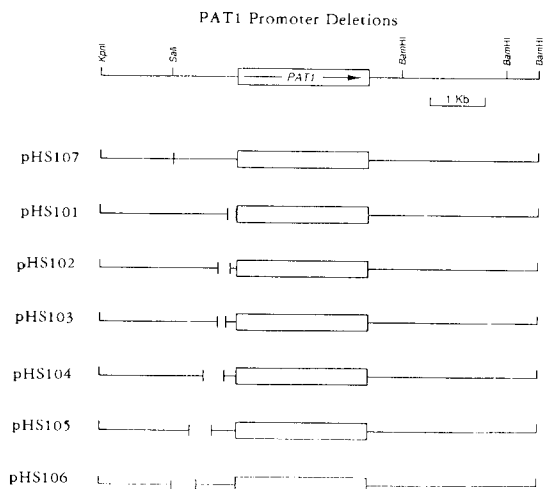 PAT1 Promoter Deletions
KpnI
SalI
BamHI
BamHI
BamHI
PAT1
1 Kb
pHS107
pHS101
pHS102
pHS103
pHS104
pHS105
pHS106